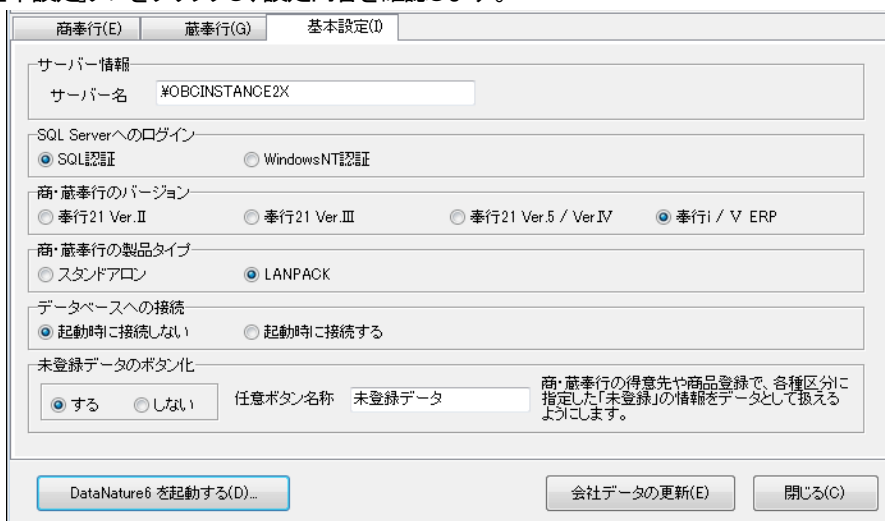 商奉行(E) 蔵奉行(G) 基本設定(I)
サーバー情報
サーバー名 ¥OBCINSTANCE2X
SQL Serverへのログイン
SQL認証 WindowsNT認証
商・蔵奉行のバージョン
奉行21 Ver.Ⅱ 奉行21 Ver.Ⅲ 奉行21 Ver.5 / Ver.Ⅳ 奉行i / V ERP
商・蔵奉行の製品タイプ
スタンドアロン LANPACK
データベースへの接続
起動時に接続しない 起動時に接続する
未登録データのボタン化
する しない 任意ボタン名称 未登録データ
商・蔵奉行の得意先や商品登録で、各種区分に
指定した「未登録」の情報をデータとして扱える
ようにします。
DataNature6 を起動する(D)... 会社データの更新(E) 閉じる(C)